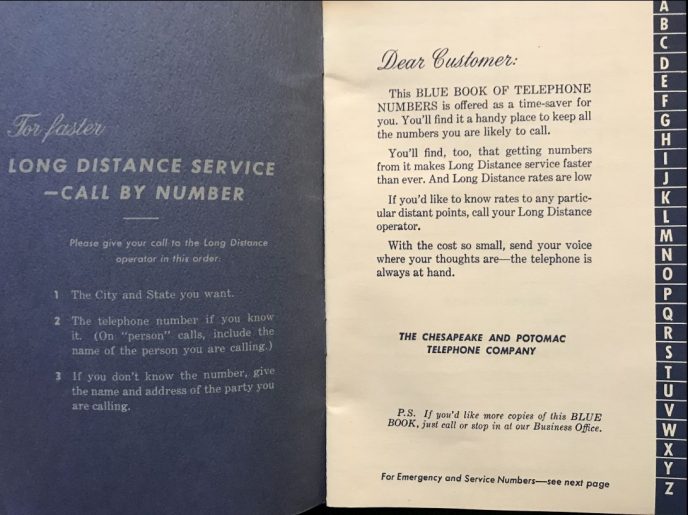 For faster
LONG DISTANCE SERVICE
—CALL BY NUMBER
Please give your call to the Long Distance
operator in this order:
1 The City and State you want.
2 The telephone number if you know
it. (On "person" calls, include the
name of the person you are calling.)
3 If you don't know the number, give
the name and address of the party you
are calling.
Dear Customer:
This BLUE BOOK OF TELEPHONE
NUMBERS is offered as a time-saver for
you. You'll find it a handy place to keep all
the numbers you are likely to call.
You'll find, too, that getting numbers
from it makes Long Distance service faster
than ever. And Long Distance rates are low
If you'd like to know rates to any partic-
ular distant points, call your Long Distance
operator.
With the cost so small, send your voice
where your thoughts are—the telephone is
always at hand.
THE CHESAPEAKE AND POTOMAC
TELEPHONE COMPANY
P.S. If you'd like more copies of this BLUE
BOOK, just call or stop in at our Business Office.
For Emergency and Service Numbers—see next page
A
B
C
D
E
F
G
H
I
J
K
L
M
N
O
P
Q
R
S
T
U
V
W
X
Y
Z